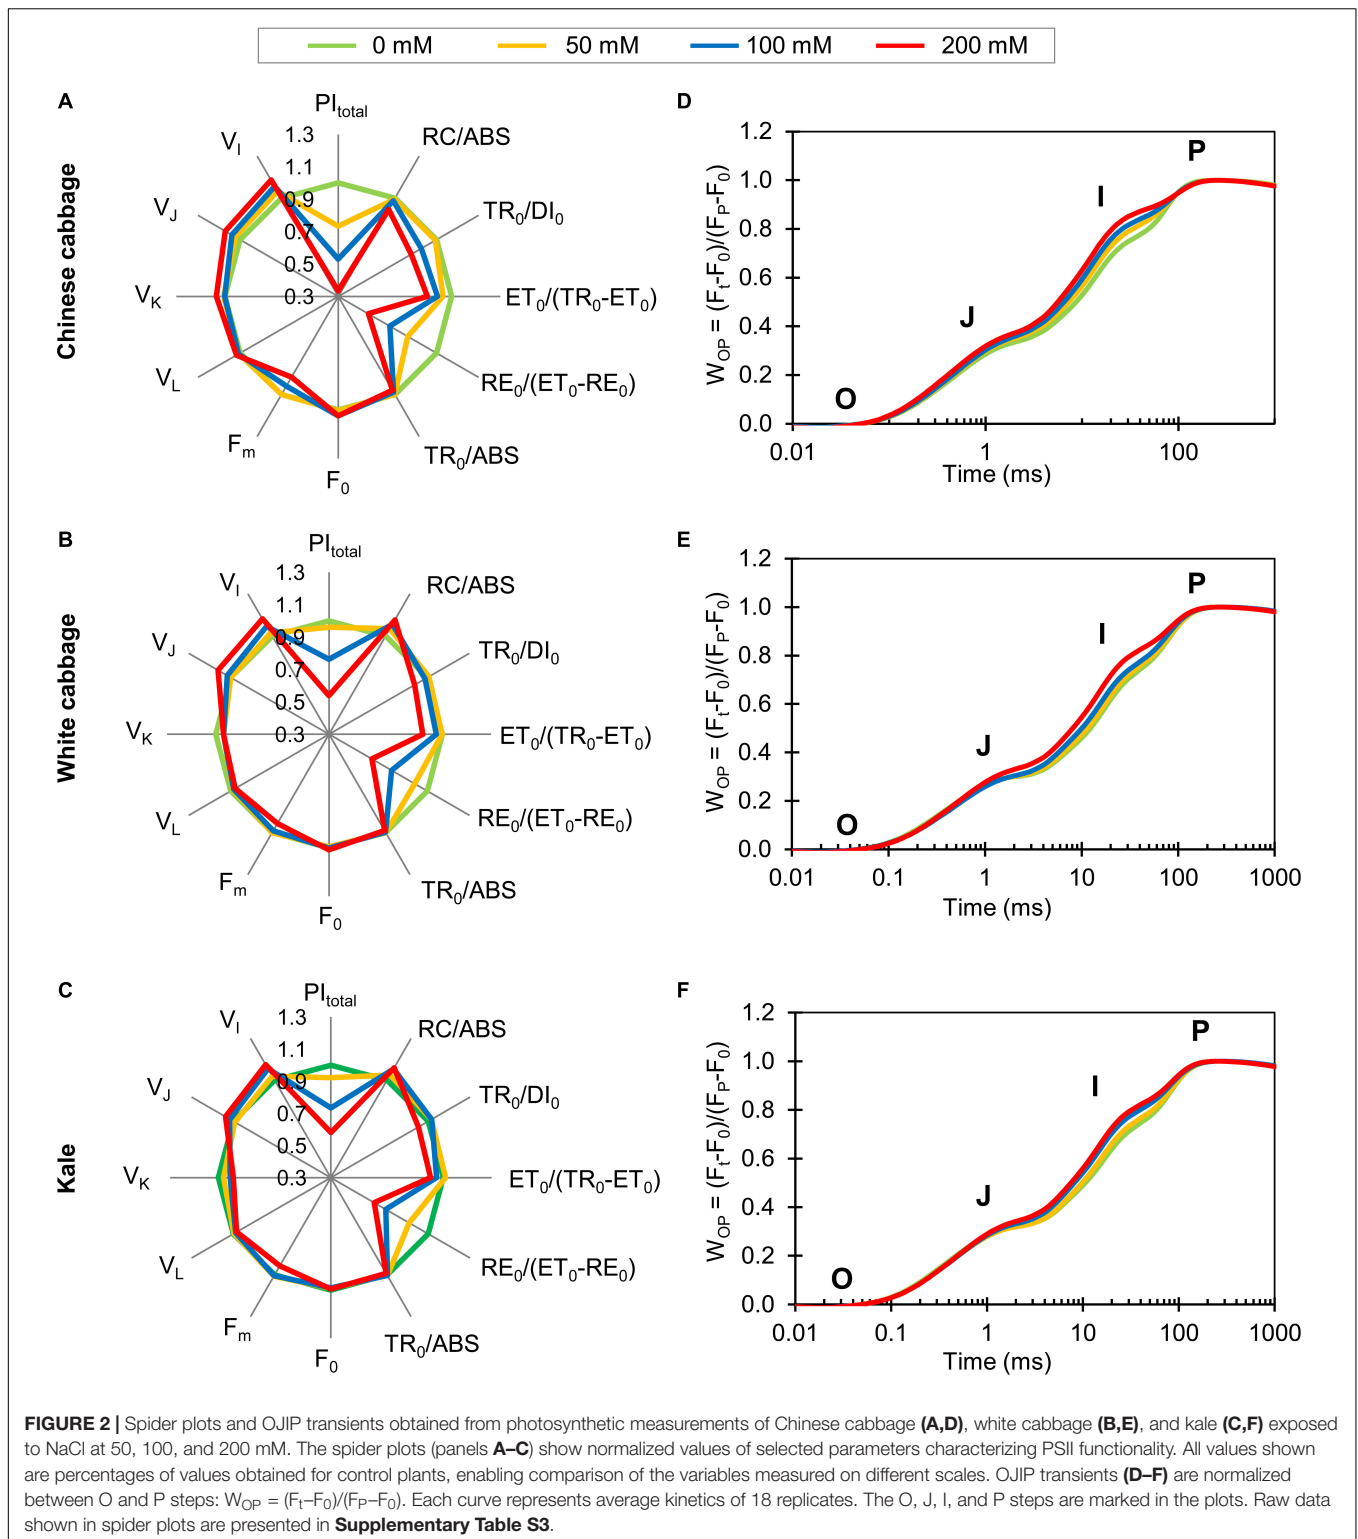 0 mM 50 mM 100 mM 200 mM
A
Chinese cabbage
PItotal
RC/ABS
TR0/DI0
ET0/(TR0-ET0)
RE0/(ET0-RE0)
TR0/ABS
F0
Fm
VL
VK
VJ
VI
1.3
1.1
0.9
0.7
0.5
0.3
D
WOP = (Ft-F0)/(FP-F0)
1.2
1.0
0.8
0.6
0.4
0.2
0.0
O
J
I
P
0.01 1 100
Time (ms)
B
White cabbage
PItotal
RC/ABS
TR0/DI0
ET0/(TR0-ET0)
RE0/(ET0-RE0)
TR0/ABS
F0
Fm
VL
VK
VJ
VI
1.3
1.1
0.9
0.7
0.5
0.3
E
WOP = (Ft-F0)/(FP-F0)
1.2
1.0
0.8
0.6
0.4
0.2
0.0
O
J
I
P
0.01 0.1 1 10 100 1000
Time (ms)
C
Kale
PItotal
RC/ABS
TR0/DI0
ET0/(TR0-ET0)
RE0/(ET0-RE0)
TR0/ABS
F0
Fm
VL
VK
VJ
VI
1.3
1.1
0.9
0.7
0.5
0.3
F
WOP = (Ft-F0)/(FP-F0)
1.2
1.0
0.8
0.6
0.4
0.2
0.0
O
J
I
P
0.01 0.1 1 10 100 1000
Time (ms)
FIGURE 2 | Spider plots and OJIP transients obtained from photosynthetic measurements of Chinese cabbage (A,D), white cabbage (B,E), and kale (C,F) exposed
to NaCl at 50, 100, and 200 mM. The spider plots (panels A–C) show normalized values of selected parameters characterizing PSII functionality. All values shown
are percentages of values obtained for control plants, enabling comparison of the variables measured on different scales. OJIP transients (D–F) are normalized
between O and P steps: WOP = (Ft–F0)/(FP–F0). Each curve represents average kinetics of 18 replicates. The O, J, I, and P steps are marked in the plots. Raw data
shown in spider plots are presented in Supplementary Table S3.